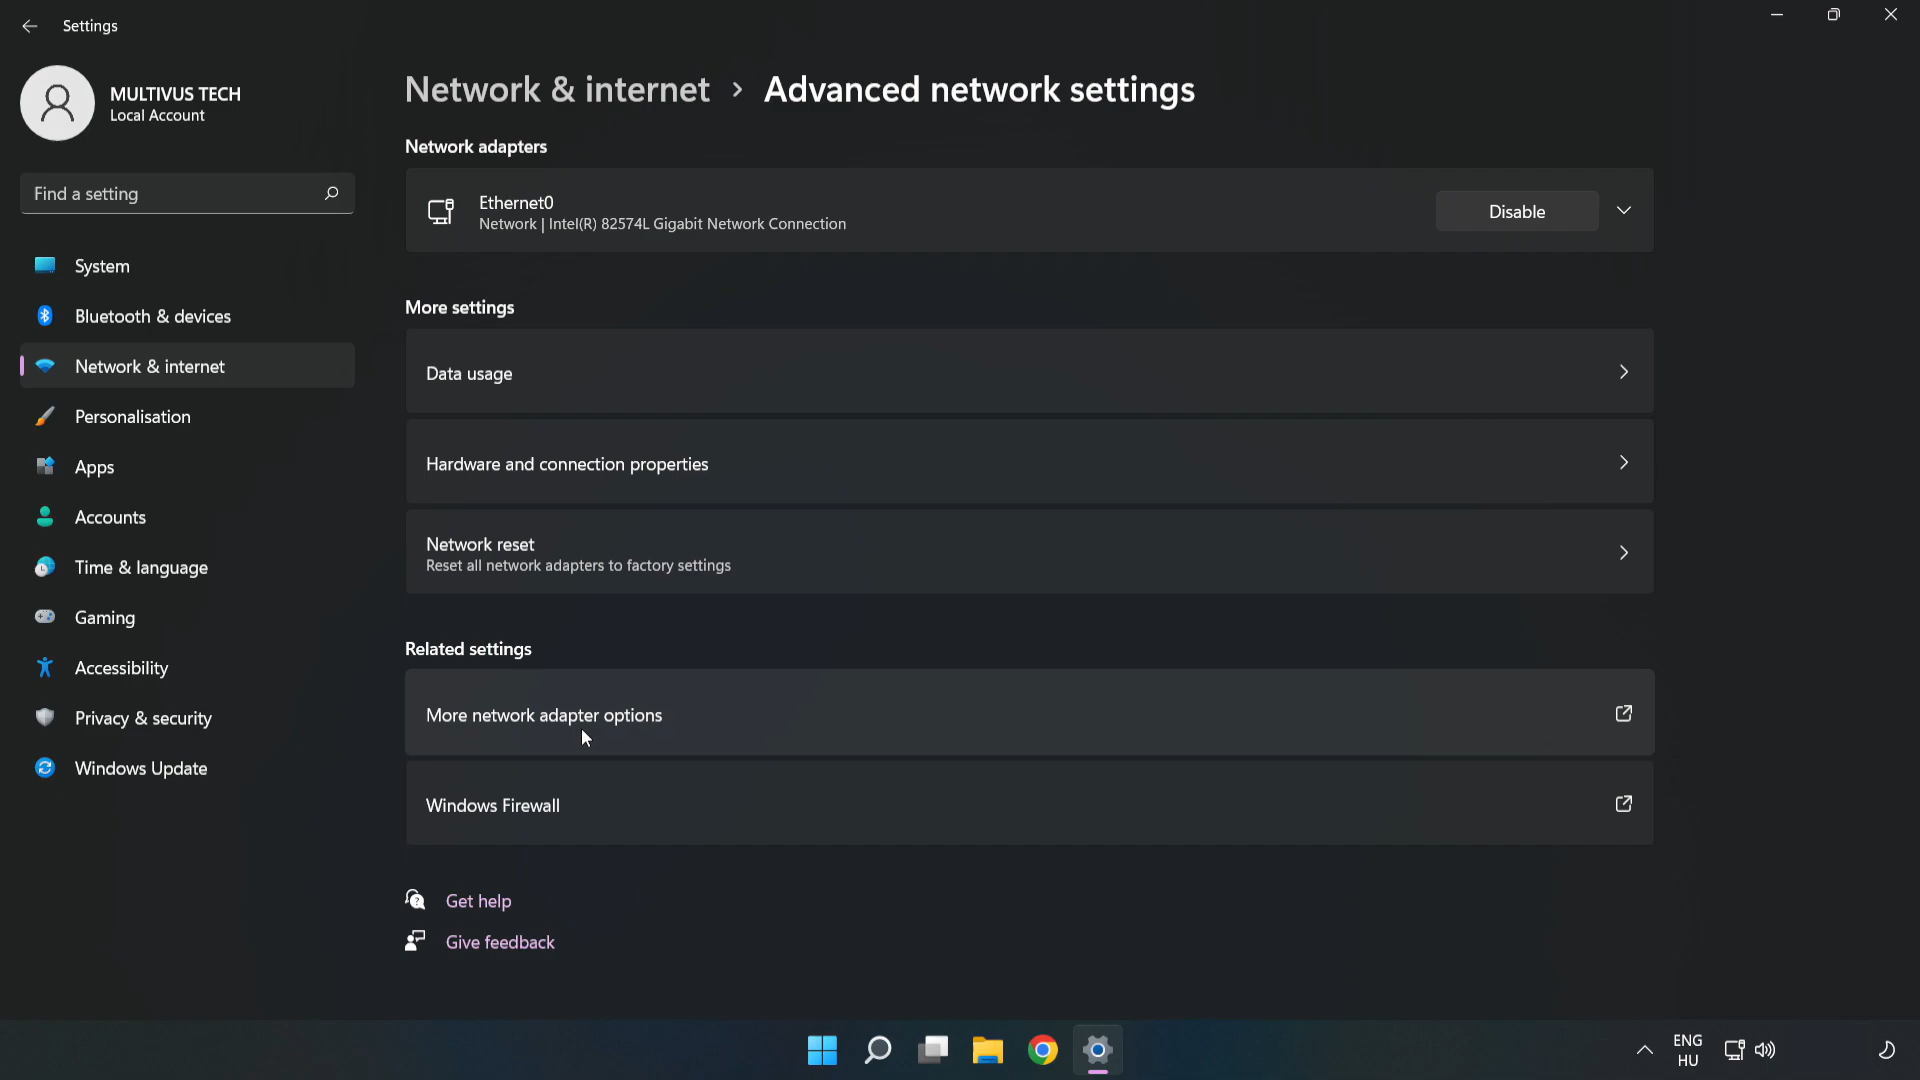 Settings
MULTIVUS TECH
Local Account
Find a setting
System
Bluetooth & devices
Network & internet
Personalisation
Apps
Accounts
Time & language
Gaming
Accessibility
Privacy & security
Windows Update
Network & internet > Advanced network settings
Network adapters
Ethernet0
Network | Intel(R) 82574L Gigabit Network Connection
Disable
More settings
Data usage
Hardware and connection properties
Network reset
Reset all network adapters to factory settings
Related settings
More network adapter options
Windows Firewall
Get help
Give feedback
ENG
HU